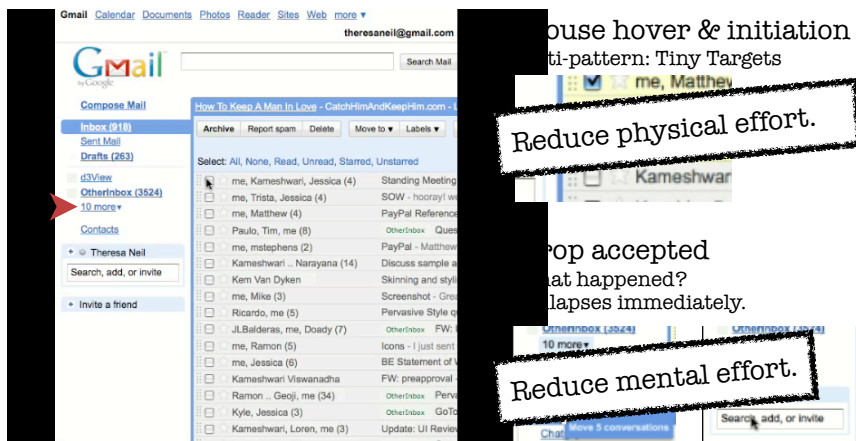 Gmail Calendar Documents Photos Reader Sites Web more ▾
theresaneil@gmail.com
Gmail
by Google
Search Mail
Compose Mail
Inbox (918)
Sent Mail
Drafts (263)
d3View
OtherInbox (3524)
10 more▾
Contacts
+ Theresa Neil
Search, add, or invite
+ Invite a friend
How To Keep A Man In Love - CatchHimAndKeepHim.com - L
Archive Report spam Delete Move to ▾ Labels ▾
Select: All, None, Read, Unread, Starred, Unstarred
me, Kameshwari, Jessica (4) Standing Meeting
me, Trista, Jessica (4) SOW - hooray! we
me, Matthew (4) PayPal Reference
Paulo, Tim, me (8) OtherInbox Ques
me, mstephens (2) PayPal - Matthew
Kameshwari .. Narayana (14) Discuss sample a
Kem Van Dyken Skinning and styli
me, Mike (3) Screenshot - Grea
Ricardo, me (5) Pervasive Style q
JLBalderas, me, Doady (7) OtherInbox FW: I
me, Ramon (5) Icons - I just sent
me, Jessica (6) BE Statement of W
Kameshwari Viswanadha FW: preapproval -
Ramon .. Geoji, me (34) OtherInbox Perva
Kyle, Jessica (3) OtherInbox GoTo
Kameshwari, Loren, me (3) Update: UI Review
ouse hover & initiation
ti-pattern: Tiny Targets
me, Matthew
Reduce physical effort.
Kameshwar
rop accepted
hat happened?
llapses immediately.
OtherInbox (3524) OtherInbox (3524)
10 more▾
Reduce mental effort.
Search, add, or invite
Chat
Move 5 conversations